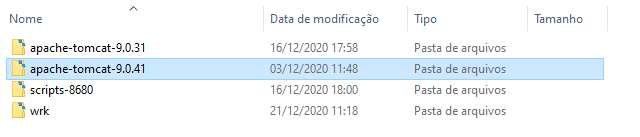 Nome Data de modificação Tipo Tamanho
apache-tomcat-9.0.31 16/12/2020 17:58 Pasta de arquivos
apache-tomcat-9.0.41 03/12/2020 11:48 Pasta de arquivos
scripts-8680 16/12/2020 18:00 Pasta de arquivos
wrk 21/12/2020 11:18 Pasta de arquivos